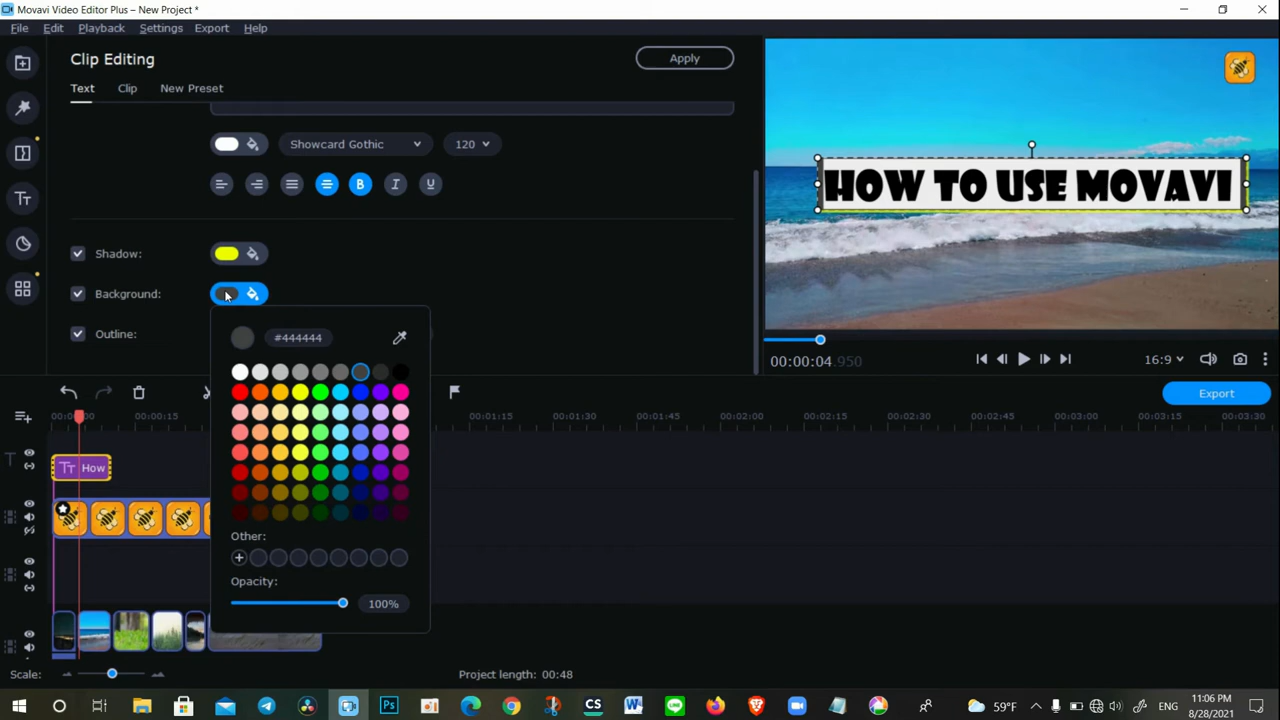 Movavi Video Editor Plus – New Project *
File Edit Playback Settings Export Help
Clip Editing
Apply
Text Clip New Preset
Showcard Gothic
120
B I U
Shadow:
Background:
Outline:
#444444
Other:
+
Opacity:
100%
HOW TO USE MOVAVI
00:00:04.950
16:9
Export
00:00:15 00:01:15 00:01:30 00:01:45 00:02:00 00:02:15 00:02:30 00:02:45 00:03:00 00:03:15 00:03:30
Tт How
Scale:
Project length: 00:48
Ps
CS
W
LINE
59°F
ENG
11:06 PM
8/28/2021